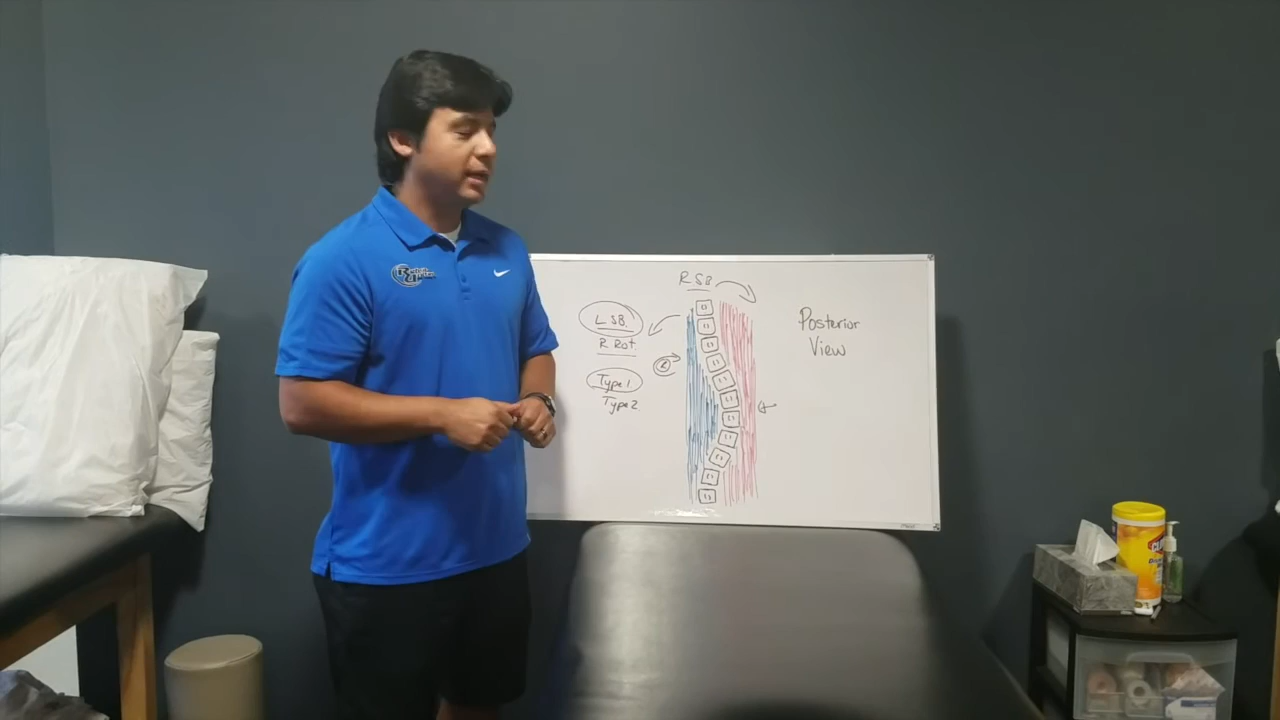 R SB
L SB.
R Rot.
Type 1
Type 2
Posterior
View